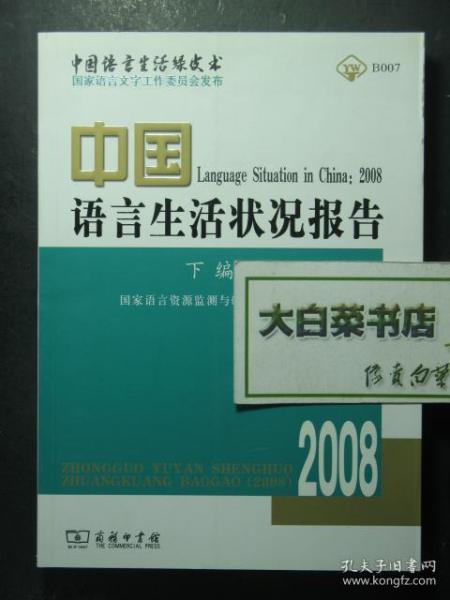 中国语言生活绿皮书
国家语言文字工作委员会发布
YW B007
中国
Language Situation in China: 2008
语言生活状况报告
下编
国家语言资源监测与
大白菜书店
像卖白菜
2008
ZHONGGUO YUYAN SHENGHUO
ZHUANGKUANG BAOGAO (2008)
商务印书馆
THE COMMERCIAL PRESS
孔夫子旧书网
www.kongfz.com